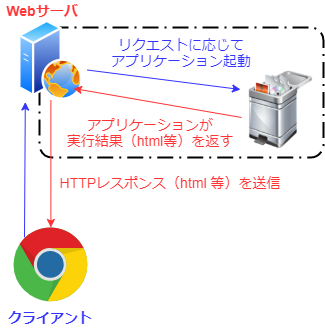 Webサーバ
リクエストに応じて
アプリケーション起動
アプリケーションが
実行結果（html等）を返す
HTTPレスポンス（html 等）を送信
クライアント